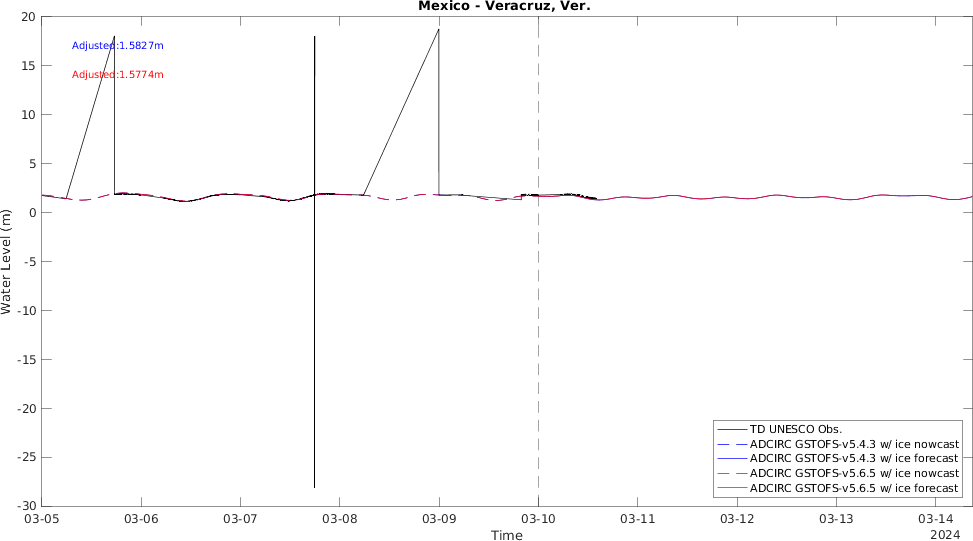 Mexico - Veracruz, Ver.
20
15
10
5
0
-5
-10
-15
-20
-25
-30
Water Level (m)
Adjusted:1.5827m
Adjusted:1.5774m
TD UNESCO Obs.
ADCIRC GSTOFS-v5.4.3 w/ ice nowcast
ADCIRC GSTOFS-v5.4.3 w/ ice forecast
ADCIRC GSTOFS-v5.6.5 w/ ice nowcast
ADCIRC GSTOFS-v5.6.5 w/ ice forecast
03-05 03-06 03-07 03-08 03-09 03-10 03-11 03-12 03-13 03-14
Time
2024